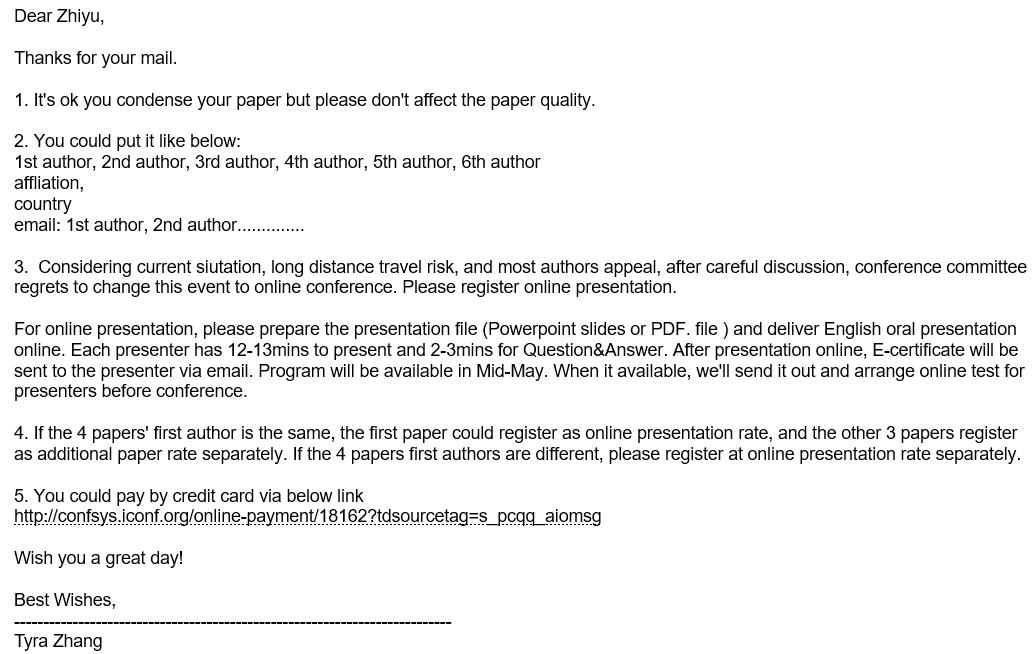 Dear Zhiyu,
Thanks for your mail.
1. It's ok you condense your paper but please don't affect the paper quality.
2. You could put it like below:
1st author, 2nd author, 3rd author, 4th author, 5th author, 6th author
affliation,
country
email: 1st author, 2nd author..............
3.  Considering current siutation, long distance travel risk, and most authors appeal, after careful discussion, conference committee
regrets to change this event to online conference. Please register online presentation.
For online presentation, please prepare the presentation file (Powerpoint slides or PDF. file ) and deliver English oral presentation
online. Each presenter has 12-13mins to present and 2-3mins for Question&Answer. After presentation online, E-certificate will be
sent to the presenter via email. Program will be available in Mid-May. When it available, we'll send it out and arrange online test for
presenters before conference.
4. If the 4 papers' first author is the same, the first paper could register as online presentation rate, and the other 3 papers register
as additional paper rate separately. If the 4 papers first authors are different, please register at online presentation rate separately.
5. You could pay by credit card via below link
http://confsys.iconf.org/online-payment/18162?tdsourcetag=s_pcqq_aiomsg
Wish you a great day!
Best Wishes,
--------------------------------------------------------------------------
Tyra Zhang